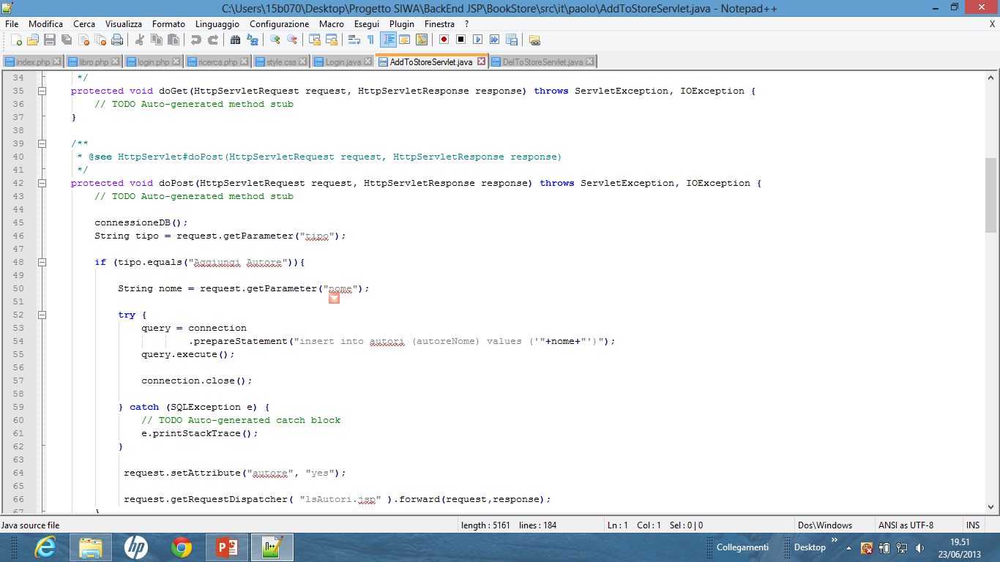 C:\Users\15b070\Desktop\Progetto SIWA\BackEnd JSP\BookStore\src\it\paolo\AddToStoreServlet.java - Notepad++
File Modifica Cerca Visualizza Formato Linguaggio Configurazione Macro Esegui Plugin Finestra ? X
index.php libro.php login.php ricerca.php style.css Login.java AddToStoreServlet.java DelToStoreServlet.java
34 */
35 protected void doGet(HttpServletRequest request, HttpServletResponse response) throws ServletException, IOException {
36 // TODO Auto-generated method stub
37 }
38
39 /**
40 * @see HttpServlet#doPost(HttpServletRequest request, HttpServletResponse response)
41 */
42 protected void doPost(HttpServletRequest request, HttpServletResponse response) throws ServletException, IOException {
43 // TODO Auto-generated method stub
44
45 connessioneDB();
46 String tipo = request.getParameter("tipo");
47
48 if (tipo.equals("Aggiungi Autore")){
49
50 String nome = request.getParameter("nome");
51
52 try {
53 query = connection
54 .prepareStatement("insert into autori (autoreNome) values ('"+nome+"')");
55 query.execute();
56
57 connection.close();
58
59 } catch (SQLException e) {
60 // TODO Auto-generated catch block
61 e.printStackTrace();
62 }
63
64 request.setAttribute("autore", "yes");
65
66 request.getRequestDispatcher( "lsAutori.jsp" ).forward(request,response);
67 }
Java source file length : 5161 lines : 184 Ln : 1 Col : 1 Sel : 0 | 0 Dos\Windows ANSI as UTF-8 INS
hp Collegamenti Desktop » 19.51
23/06/2013